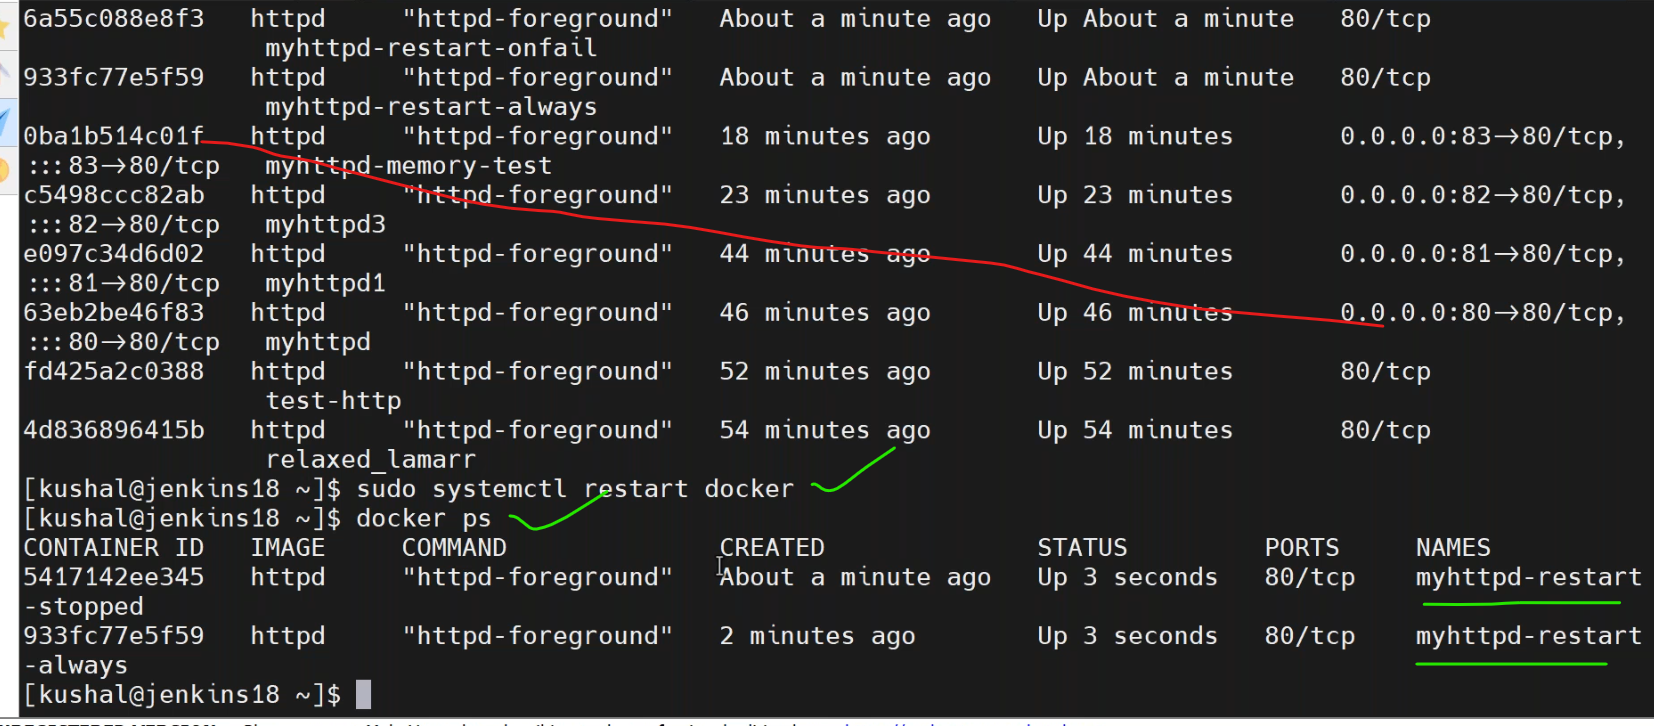 6a55c088e8f3   httpd     "httpd-foreground"   About a minute ago   Up About a minute   80/tcp
                myhttpd-restart-onfail
933fc77e5f59   httpd     "httpd-foreground"   About a minute ago   Up About a minute   80/tcp
                myhttpd-restart-always
0ba1b514c01f   httpd     "httpd-foreground"   18 minutes ago       Up 18 minutes       0.0.0.0:83->80/tcp,
:::83->80/tcp   myhttpd-memory-test
c5498ccc82ab   httpd     "httpd-foreground"   23 minutes ago       Up 23 minutes       0.0.0.0:82->80/tcp,
:::82->80/tcp   myhttpd3
e097c34d6d02   httpd     "httpd-foreground"   44 minutes ago       Up 44 minutes       0.0.0.0:81->80/tcp,
:::81->80/tcp   myhttpd1
63eb2be46f83   httpd     "httpd-foreground"   46 minutes ago       Up 46 minutes       0.0.0.0:80->80/tcp,
:::80->80/tcp   myhttpd
fd425a2c0388   httpd     "httpd-foreground"   52 minutes ago       Up 52 minutes       80/tcp
                test-http
4d836896415b   httpd     "httpd-foreground"   54 minutes ago       Up 54 minutes       80/tcp
                relaxed_lamarr
[kushal@jenkins18 ~]$ sudo systemctl restart docker
[kushal@jenkins18 ~]$ docker ps
CONTAINER ID   IMAGE     COMMAND              CREATED              STATUS         PORTS     NAMES
5417142ee345   httpd     "httpd-foreground"   About a minute ago   Up 3 seconds   80/tcp    myhttpd-restart
-stopped
933fc77e5f59   httpd     "httpd-foreground"   2 minutes ago        Up 3 seconds   80/tcp    myhttpd-restart
-always
[kushal@jenkins18 ~]$